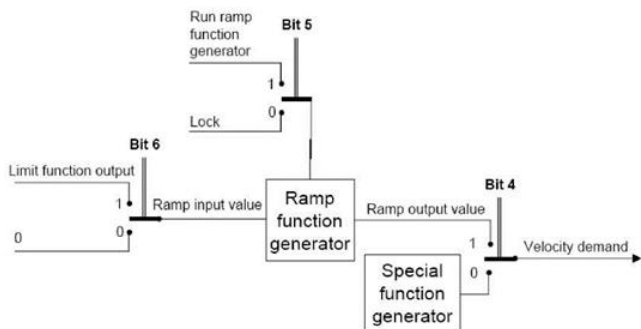 Run ramp
function
generator
Bit 5
1
0
Lock
Bit 6
Limit function output
1
0
0
Ramp input value
Ramp
function
generator
Ramp output value
Bit 4
1
0
Velocity demand
Special
function
generator